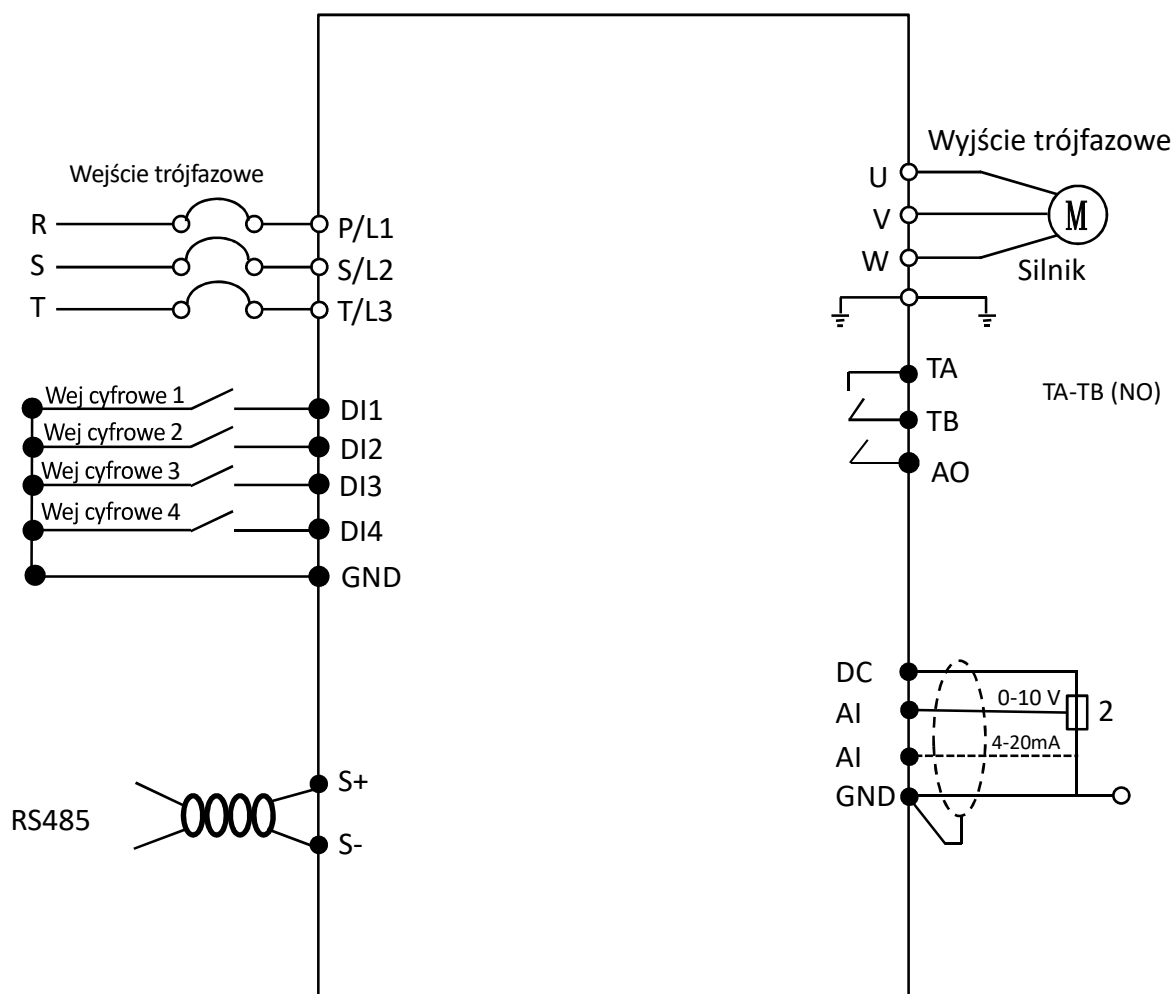 Wejście trójfazowe
R
P/L1
S
S/L2
T
T/L3
Wej cyfrowe 1
DI1
Wej cyfrowe 2
DI2
Wej cyfrowe 3
DI3
Wej cyfrowe 4
DI4
GND
RS485
S+
S-
Wyjście trójfazowe
U
V
W
M
Silnik
TA
TB
AO
TA-TB (NO)
DC
AI
0-10 V
2
AI
4-20mA
GND